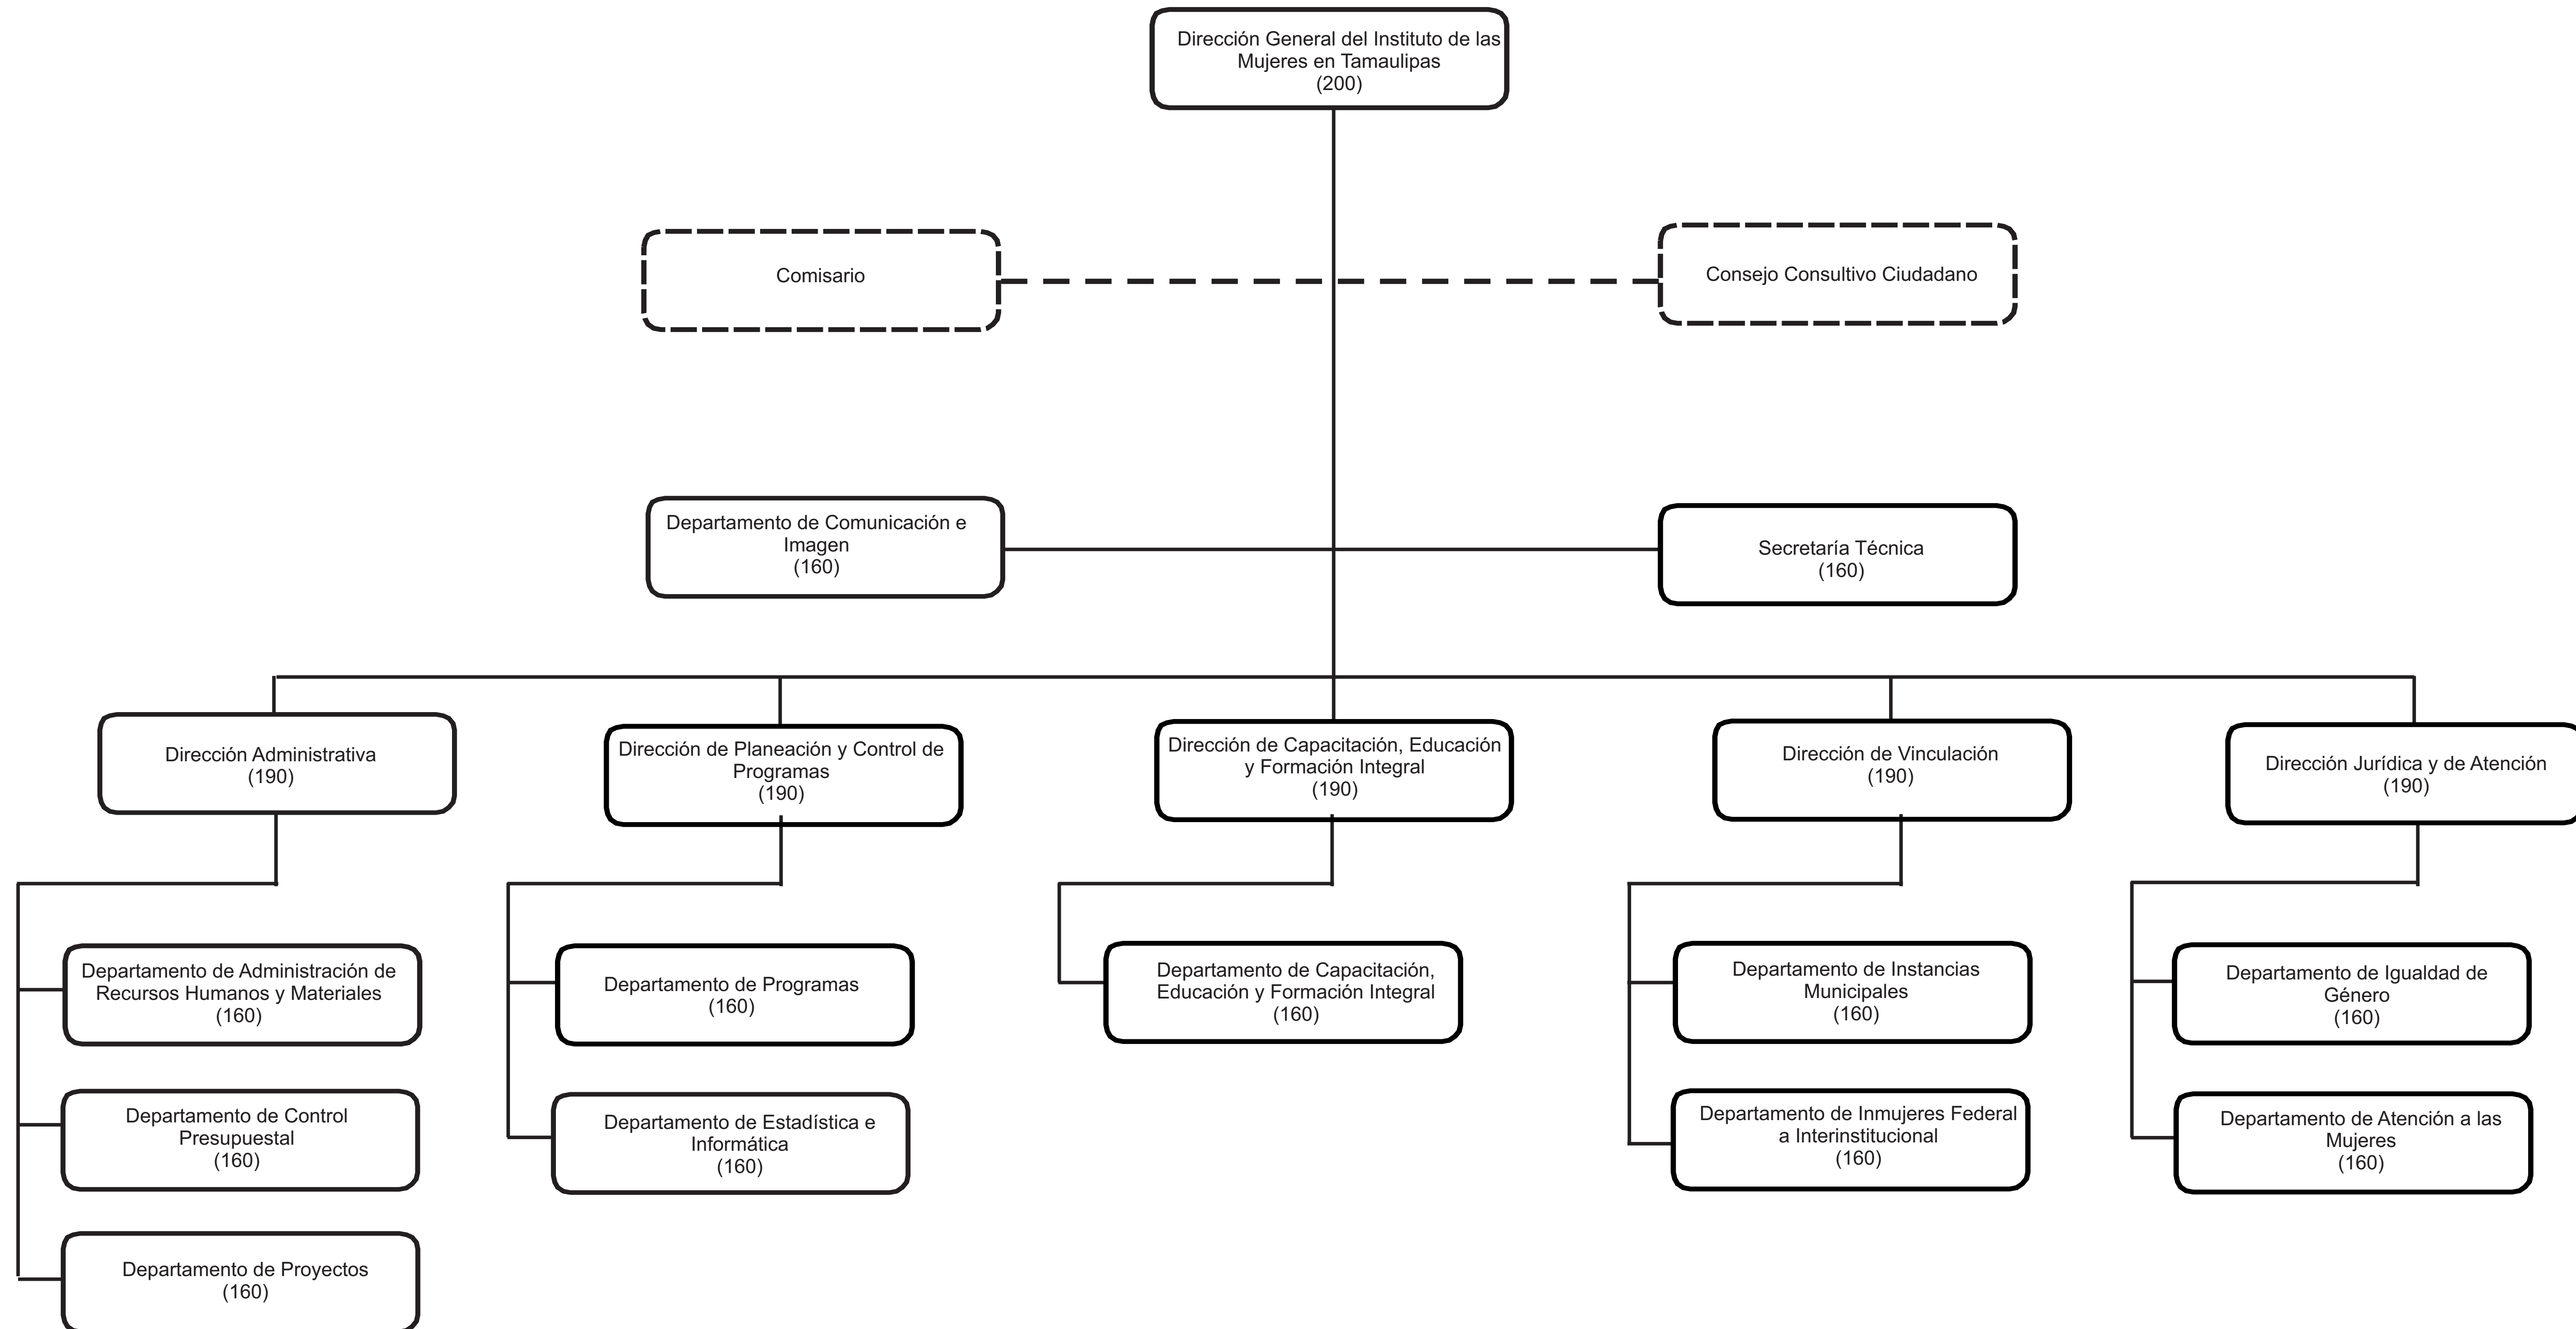 Dirección General del Instituto de las
Mujeres en Tamaulipas
(200)
Comisario
Consejo Consultivo Ciudadano
Departamento de Comunicación e
Imagen
(160)
Secretaría Técnica
(160)
Dirección Administrativa
(190)
Dirección de Planeación y Control de
Programas
(190)
Dirección de Capacitación, Educación
y Formación Integral
(190)
Dirección de Vinculación
(190)
Dirección Jurídica y de Atención
(190)
Departamento de Administración de
Recursos Humanos y Materiales
(160)
Departamento de Programas
(160)
Departamento de Capacitación,
Educación y Formación Integral
(160)
Departamento de Instancias
Municipales
(160)
Departamento de Igualdad de
Género
(160)
Departamento de Control
Presupuestal
(160)
Departamento de Estadística e
Informática
(160)
Departamento de Inmujeres Federal
a Interinstitucional
(160)
Departamento de Atención a las
Mujeres
(160)
Departamento de Proyectos
(160)